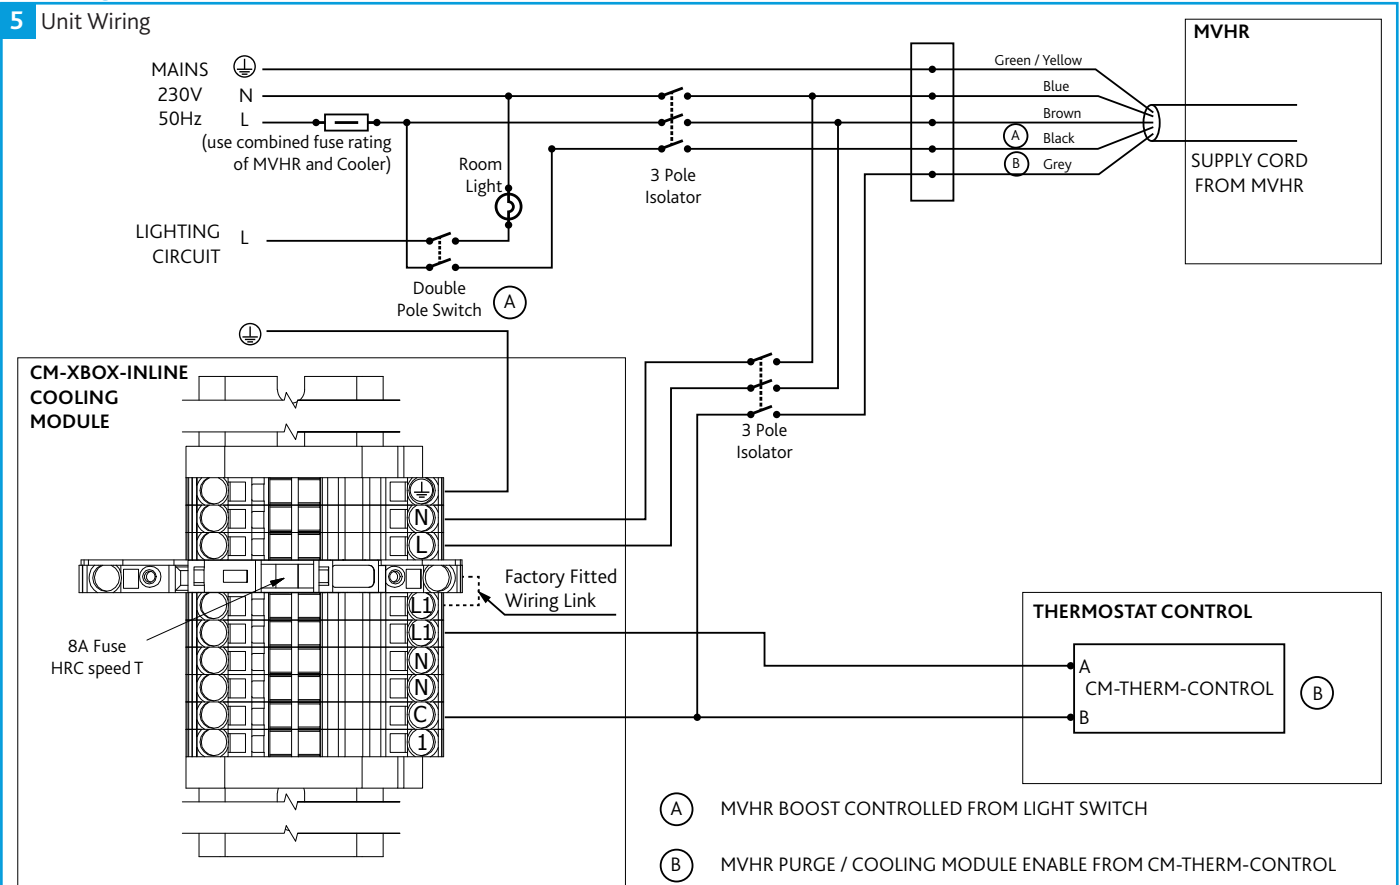 5 Unit Wiring
MAINS
230V N
50Hz L
(use combined fuse rating
of MVHR and Cooler)
Room
Light
LIGHTING L
CIRCUIT
Double
Pole Switch A
3 Pole
Isolator
Green / Yellow
Blue
Brown
A Black
B Grey
MVHR
SUPPLY CORD
FROM MVHR
3 Pole
Isolator
CM-XBOX-INLINE
COOLING
MODULE
N
L
L1
L1
N
N
C
1
Factory Fitted
Wiring Link
8A Fuse
HRC speed T
THERMOSTAT CONTROL
A
CM-THERM-CONTROL B
B
A MVHR BOOST CONTROLLED FROM LIGHT SWITCH
B MVHR PURGE / COOLING MODULE ENABLE FROM CM-THERM-CONTROL